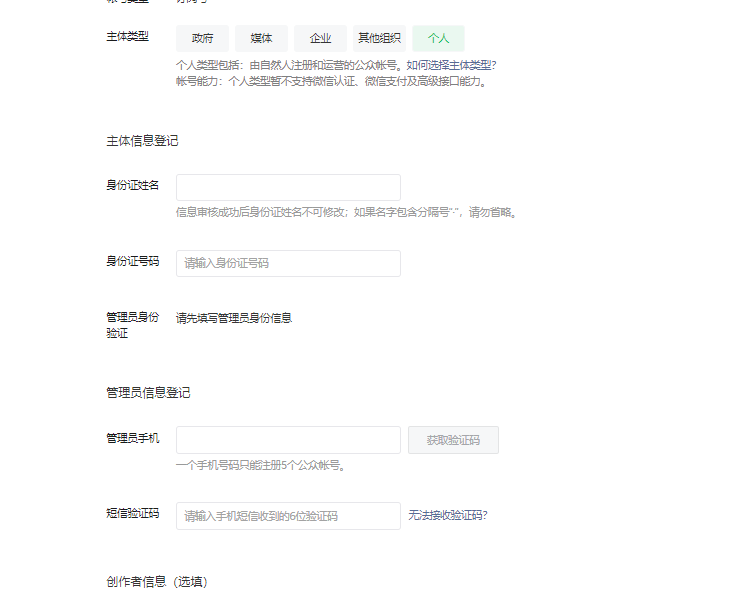 主体类型
政府 媒体 企业 其他组织 个人
个人类型包括：由自然人注册和运营的公众帐号。如何选择主体类型?
帐号能力：个人类型暂不支持微信认证、微信支付及高级接口能力。
主体信息登记
身份证姓名
信息审核成功后身份证姓名不可修改；如果名字包含分隔号"·"，请勿省略。
身份证号码 请输入身份证号码
管理员身份 请先填写管理员身份信息
验证
管理员信息登记
管理员手机 获取验证码
一个手机号码只能注册5个公众帐号。
短信验证码 请输入手机短信收到的6位验证码 无法接收验证码?
创作者信息（选填）